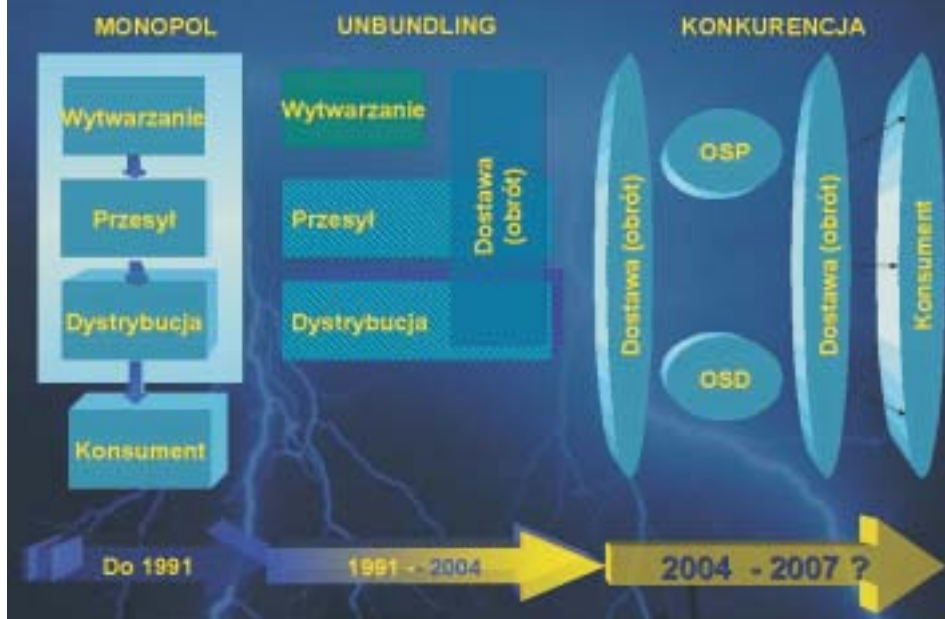 MONOPOL
Wytwarzanie
Przesył
Dystrybucja
Konsument
Do 1991
UNBUNDLING
Wytwarzanie
Przesył
Dystrybucja
Dostawa
(obrót)
1991 - 2004
KONKURENCJA
Dostawa (obrót)
OSP
OSD
Dostawa (obrót)
Konsument
2004 - 2007 ?